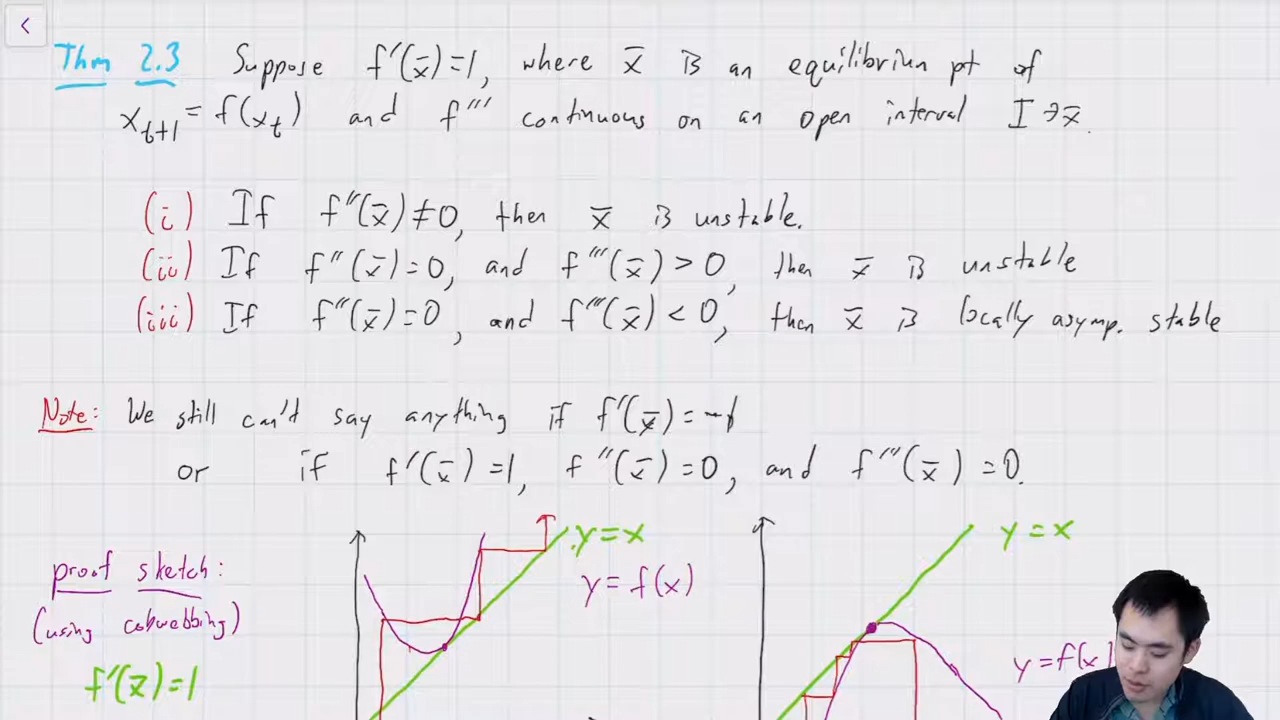 Thm 2.3 Suppose f'(x̄)=1, where x̄ is an equilibrium pt of
x_{t+1} = f(x_t) and f''' continuous on an open interval I ∋ x̄.
(i) If f''(x̄) ≠ 0, then x̄ is unstable.
(ii) If f''(x̄) = 0, and f'''(x̄) > 0, then x̄ is unstable
(iii) If f''(x̄) = 0, and f'''(x̄) < 0, then x̄ is locally asymp. stable
Note: We still can't say anything if f'(x̄) = -1
or if f'(x̄) = 1, f''(x̄) = 0, and f'''(x̄) = 0.
proof sketch:
(using cobwebbing)
f'(x̄)=1
y=x
y=f(x)
y=x
y=f(x)